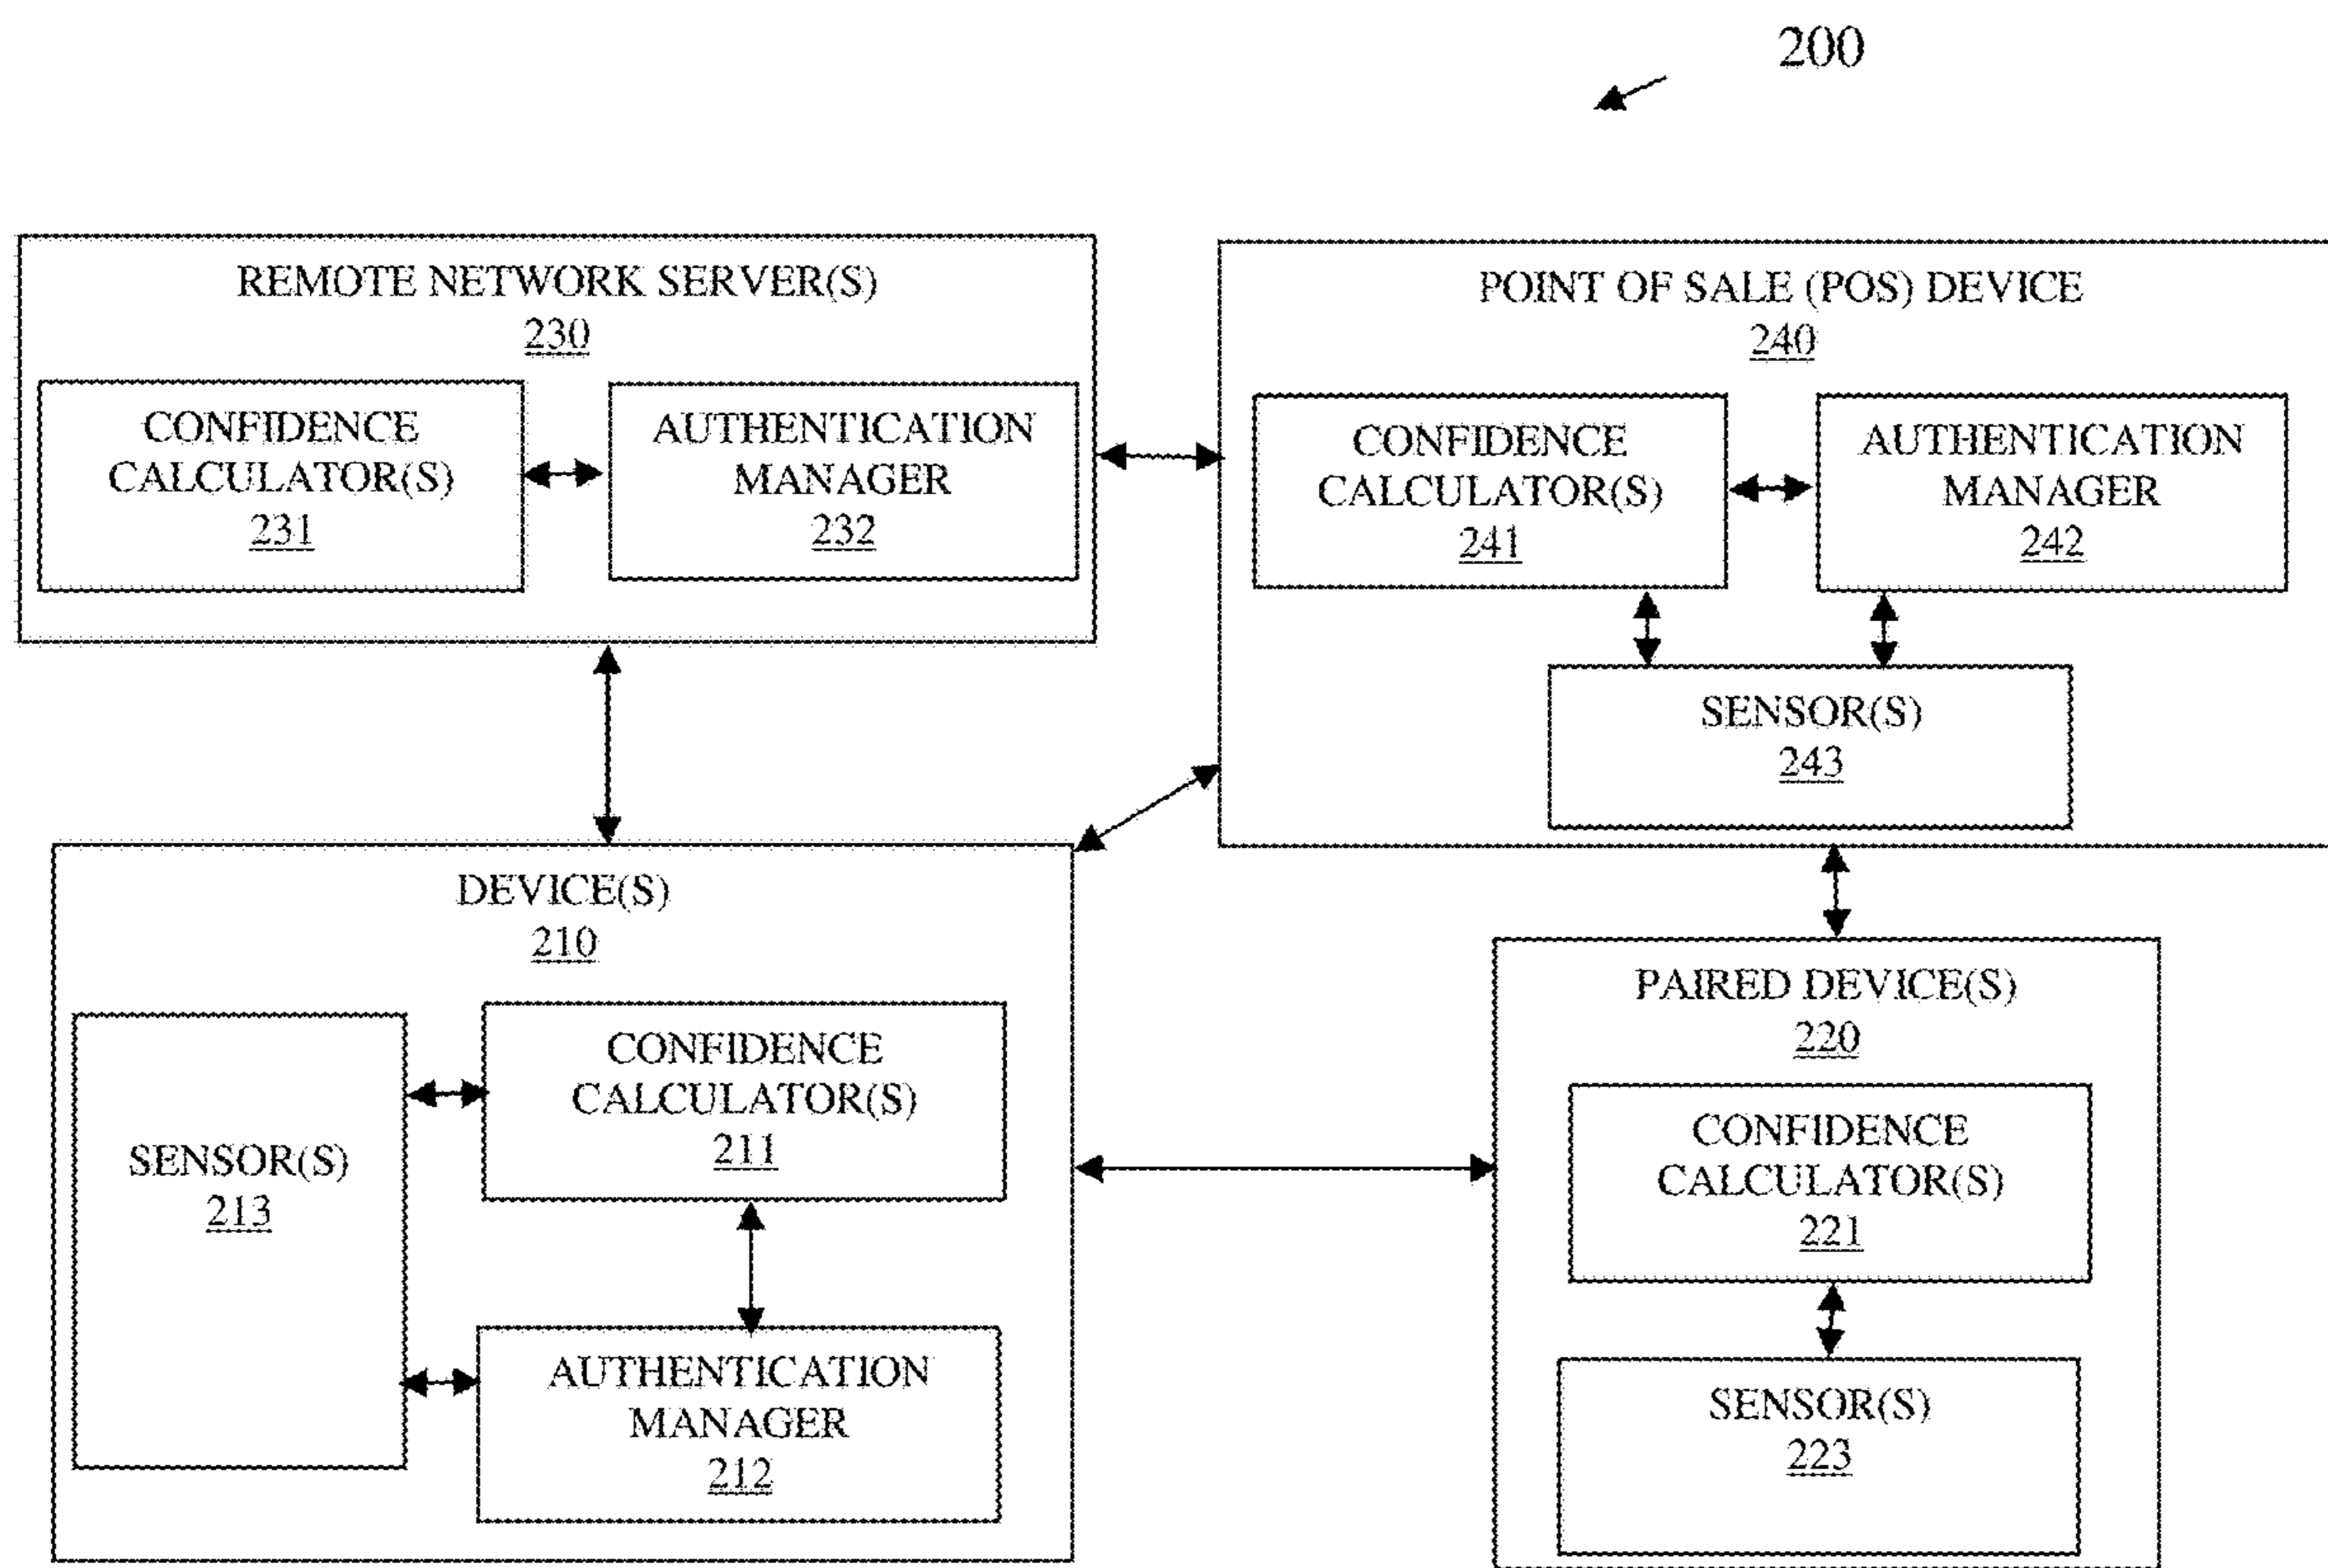 200
REMOTE NETWORK SERVER(S)
230
CONFIDENCE
CALCULATOR(S)
231
AUTHENTICATION
MANAGER
232
POINT OF SALE (POS) DEVICE
240
CONFIDENCE
CALCULATOR(S)
241
AUTHENTICATION
MANAGER
242
SENSOR(S)
243
DEVICE(S)
210
SENSOR(S)
213
CONFIDENCE
CALCULATOR(S)
211
AUTHENTICATION
MANAGER
212
PAIRED DEVICE(S)
220
CONFIDENCE
CALCULATOR(S)
221
SENSOR(S)
223